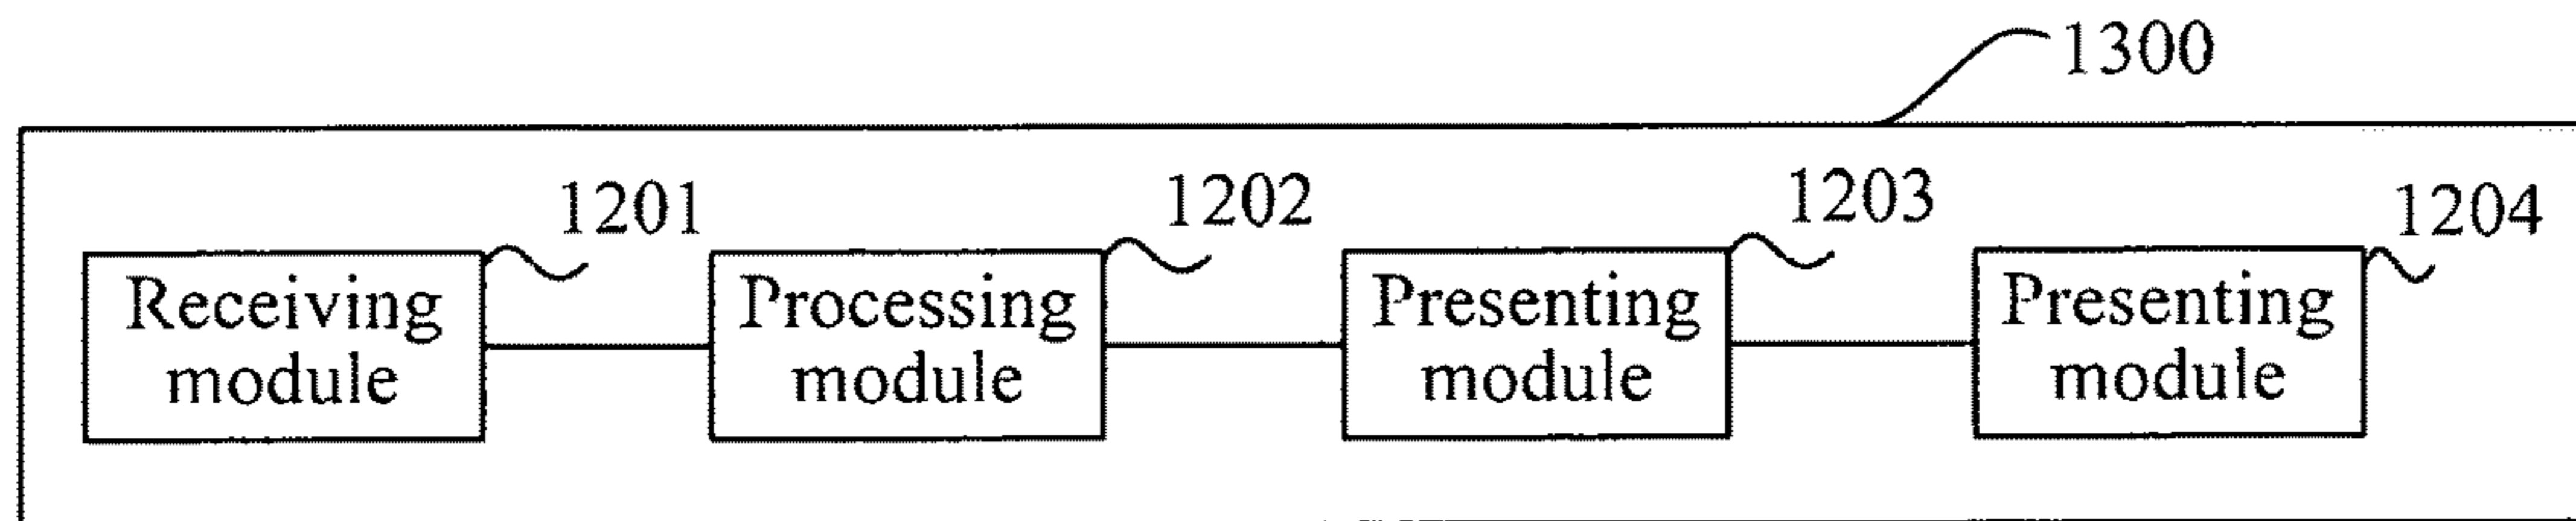 1300
1201
1202
1203
1204
Receiving
module
Processing
module
Presenting
module
Presenting
module